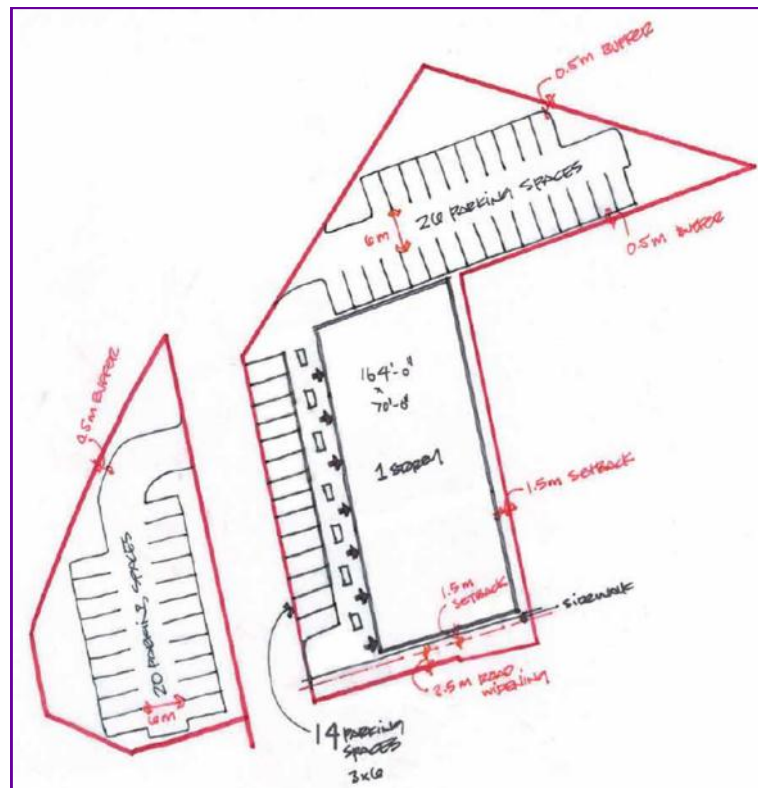 0.5m BUFFER
26 PARKING SPACES
6m
0.5m BUFFER
164'-0"
x
70'-0"
1 STOREY
0.5m BUFFER
1.5m SETBACK
20 PARKING SPACES
6m
1.5m
SETBACK
SIDEWALK
2.5m ROAD
WIDENING
14 PARKING
SPACES
3x6